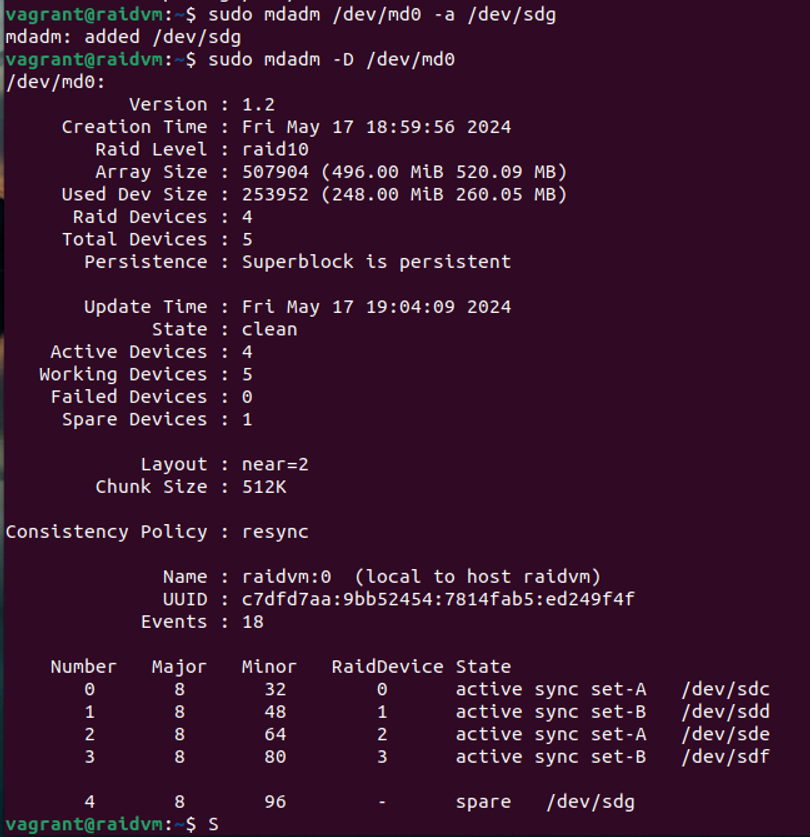 vagrant@raidvm:~$ sudo mdadm /dev/md0 -a /dev/sdg
mdadm: added /dev/sdg
vagrant@raidvm:~$ sudo mdadm -D /dev/md0
/dev/md0:
Version : 1.2
Creation Time : Fri May 17 18:59:56 2024
Raid Level : raid10
Array Size : 507904 (496.00 MiB 520.09 MB)
Used Dev Size : 253952 (248.00 MiB 260.05 MB)
Raid Devices : 4
Total Devices : 5
Persistence : Superblock is persistent
Update Time : Fri May 17 19:04:09 2024
State : clean
Active Devices : 4
Working Devices : 5
Failed Devices : 0
Spare Devices : 1
Layout : near=2
Chunk Size : 512K
Consistency Policy : resync
Name : raidvm:0  (local to host raidvm)
UUID : c7dfd7aa:9bb52454:7814fab5:ed249f4f
Events : 18
Number   Major   Minor   RaidDevice State
0       8       32        0      active sync set-A   /dev/sdc
1       8       48        1      active sync set-B   /dev/sdd
2       8       64        2      active sync set-A   /dev/sde
3       8       80        3      active sync set-B   /dev/sdf
4       8       96        -      spare   /dev/sdg
vagrant@raidvm:~$ S